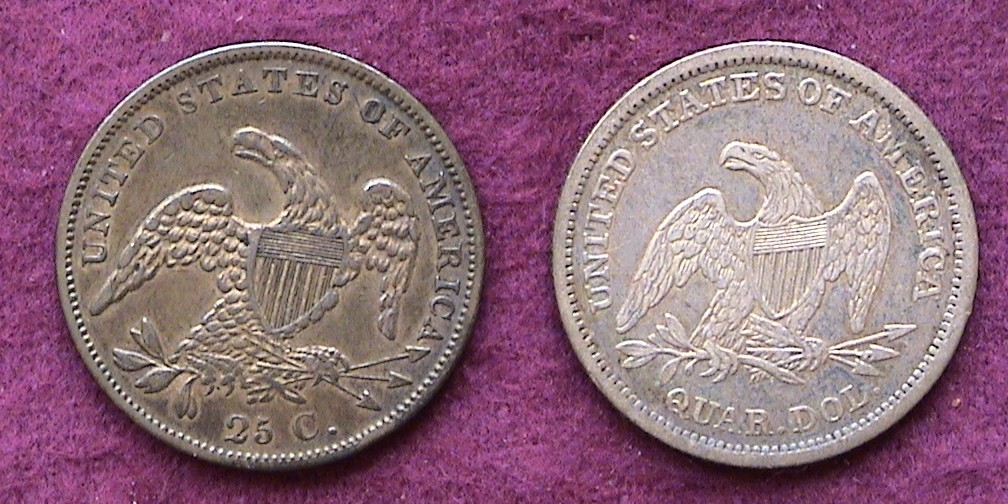 UNITED STATES OF AMERICA
25 C.
UNITED STATES OF AMERICA
QUAR. DOL.